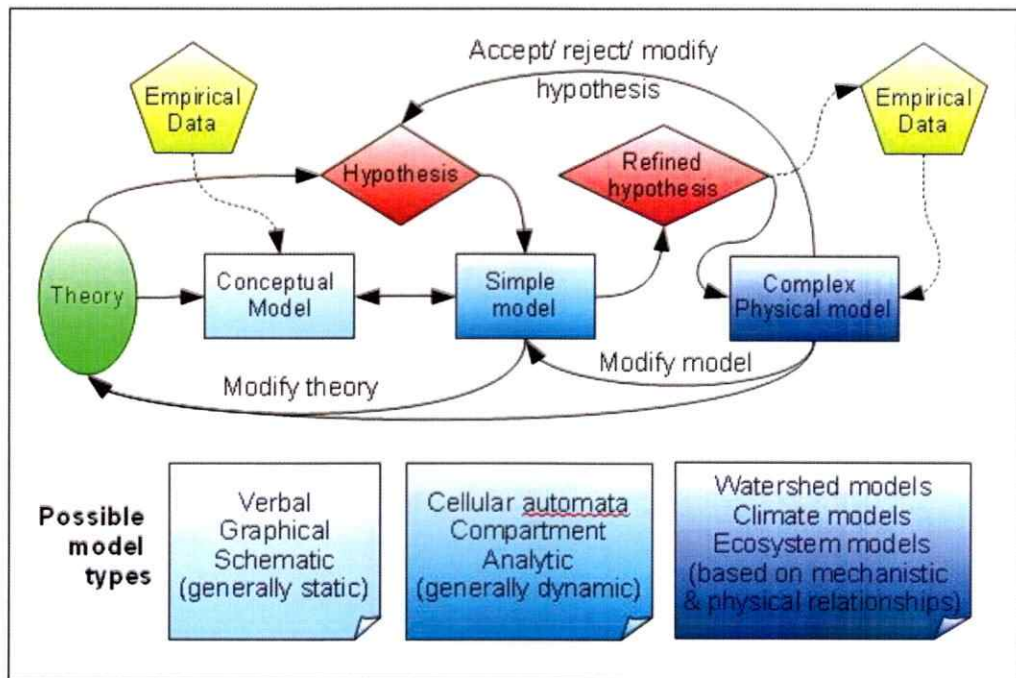 Accept/ reject/ modify
hypothesis
Empirical
Data
Empirical
Data
Hypothesis
Refined
hypothesis
Theory
Conceptual
Model
Simple
model
Complex
Physical model
Modify theory
Modify model
Possible
model
types
Verbal
Graphical
Schematic
(generally static)
Cellular automata
Compartment
Analytic
(generally dynamic)
Watershed models
Climate models
Ecosystem models
(based on mechanistic
& physical relationships)